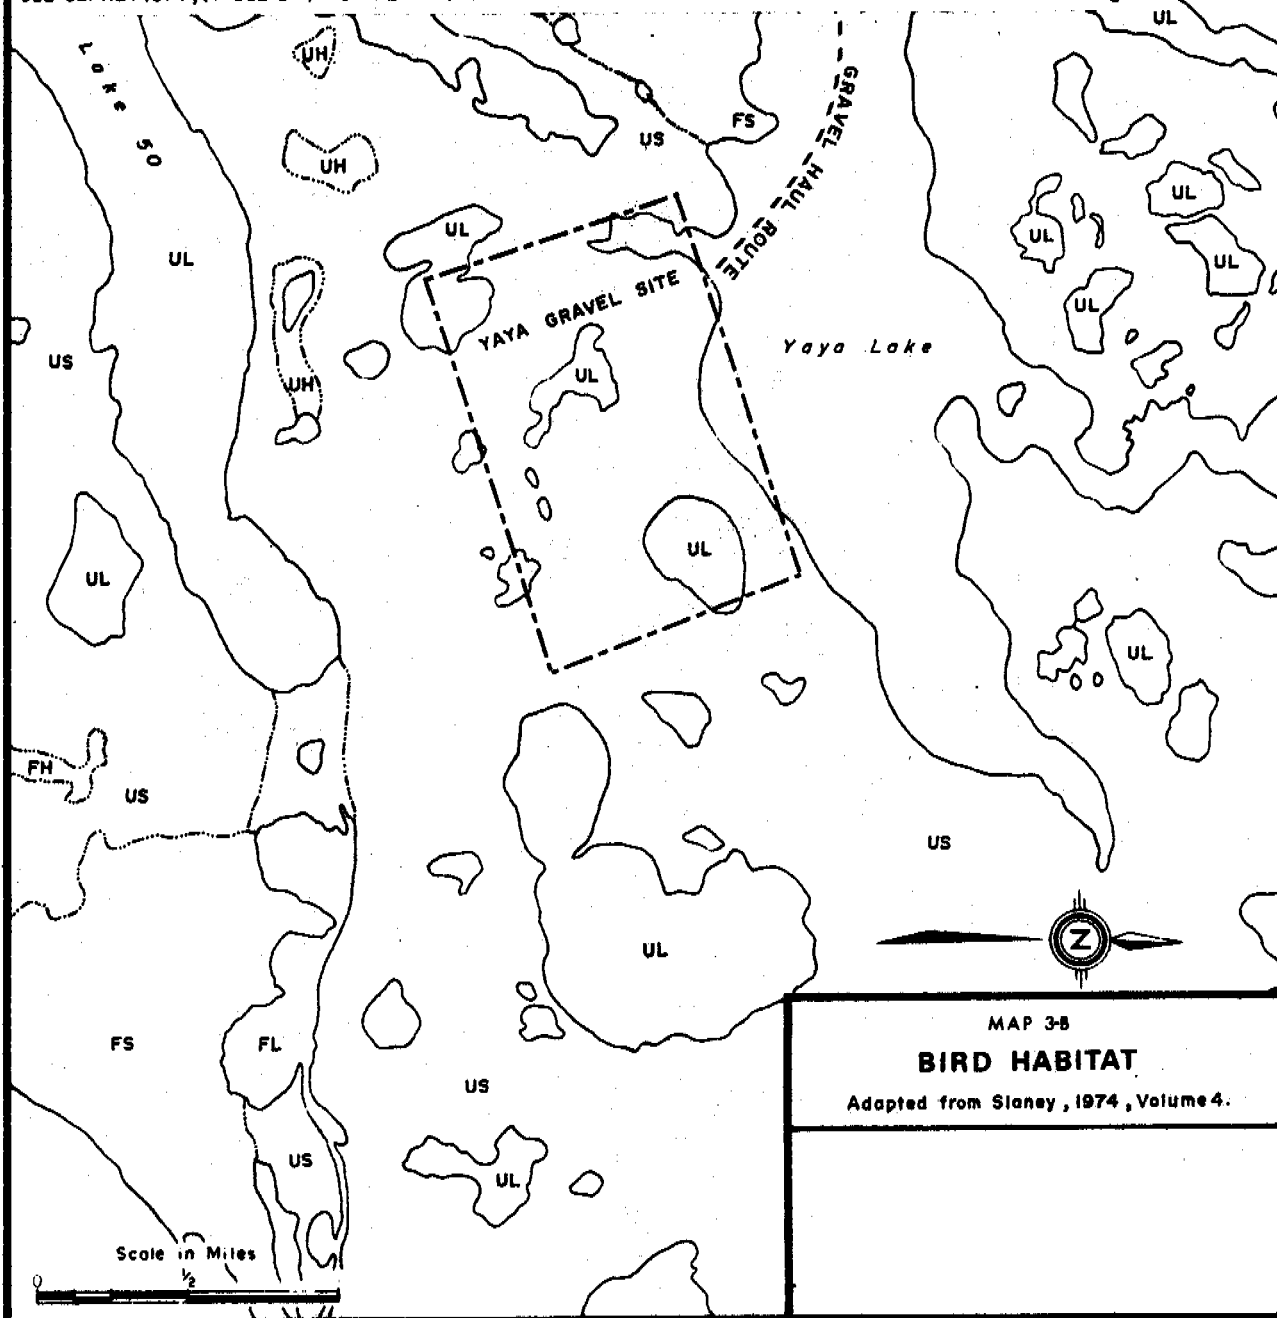 UL
Lake 50
UH
GRAVEL HAUL ROUTE
FS
US
UH
UL
UL
UL
UL
UL
UL
YAYA GRAVEL SITE
UL
Yaya Lake
US
UH
UL
UL
UL
UL
FH
US
US
UL
N
MAP 3-B
BIRD HABITAT
Adapted from Slaney, 1974, Volume 4.
FS
FL
US
US
UL
Scale in Miles
0
1/2